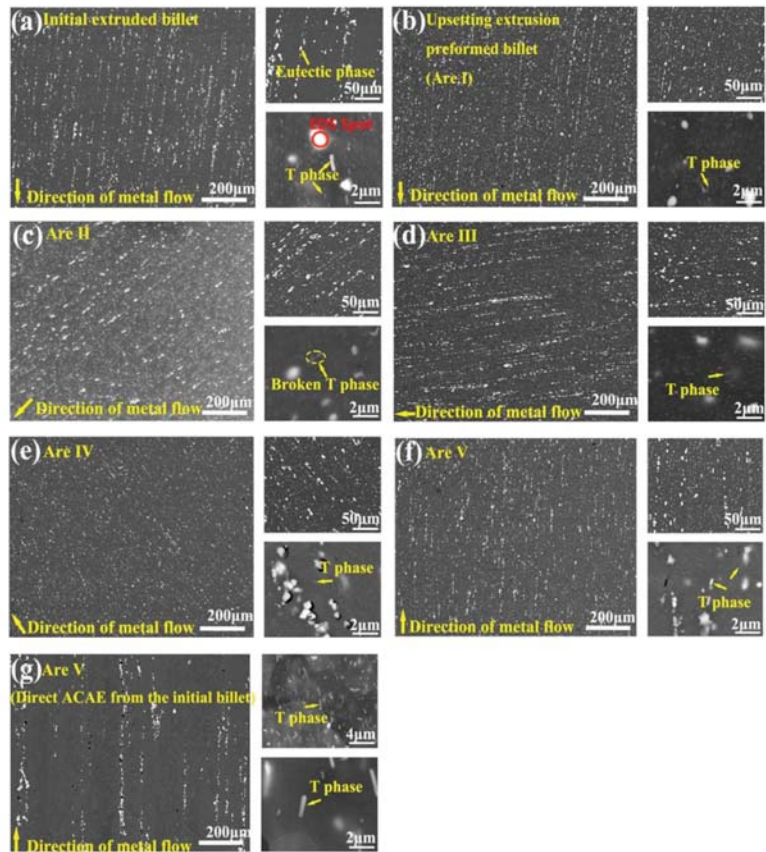 (a) Initial extruded billet
Direction of metal flow 200μm
Eutectic phase
50μm
EDS Spot
T phase
2μm
(b) Upsetting extrusion
preformed billet
(Are I)
Direction of metal flow 200μm
50μm
T phase
2μm
(c) Are II
Direction of metal flow 200μm
50μm
Broken T phase
2μm
(d) Are III
Direction of metal flow 200μm
50μm
T phase
2μm
(e) Are IV
Direction of metal flow 200μm
50μm
T phase
2μm
(f) Are V
Direction of metal flow 200μm
50μm
T phase
2μm
(g) Are V
(Direct ACAE from the initial billet)
Direction of metal flow 200μm
T phase
4μm
T phase
2μm